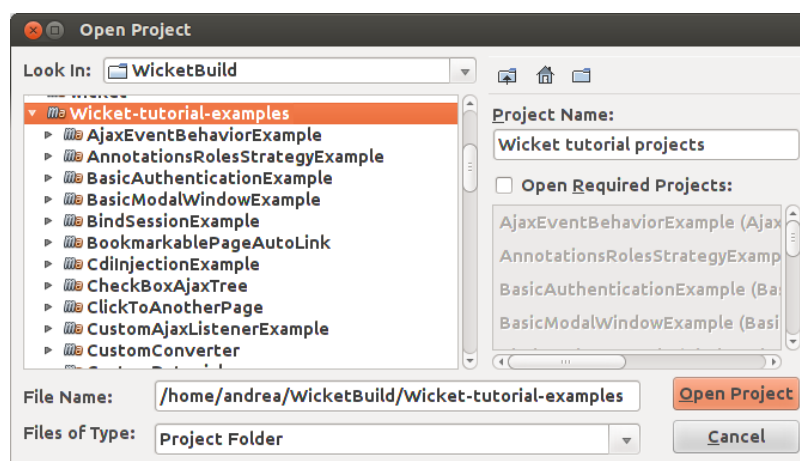 Open Project
Look In: WicketBuild
Wicket-tutorial-examples
AjaxEventBehaviorExample
AnnotationsRolesStrategyExample
BasicAuthenticationExample
BasicModalWindowExample
BindSessionExample
BookmarkablePageAutoLink
CdiInjectionExample
CheckBoxAjaxTree
ClickToAnotherPage
CustomAjaxListenerExample
CustomConverter
Project Name:
Wicket tutorial projects
Open Required Projects:
AjaxEventBehaviorExample (Ajax
AnnotationsRolesStrategyExamp
BasicAuthenticationExample (Ba
BasicModalWindowExample (Basi
File Name: /home/andrea/WicketBuild/Wicket-tutorial-examples
Open Project
Files of Type: Project Folder
Cancel